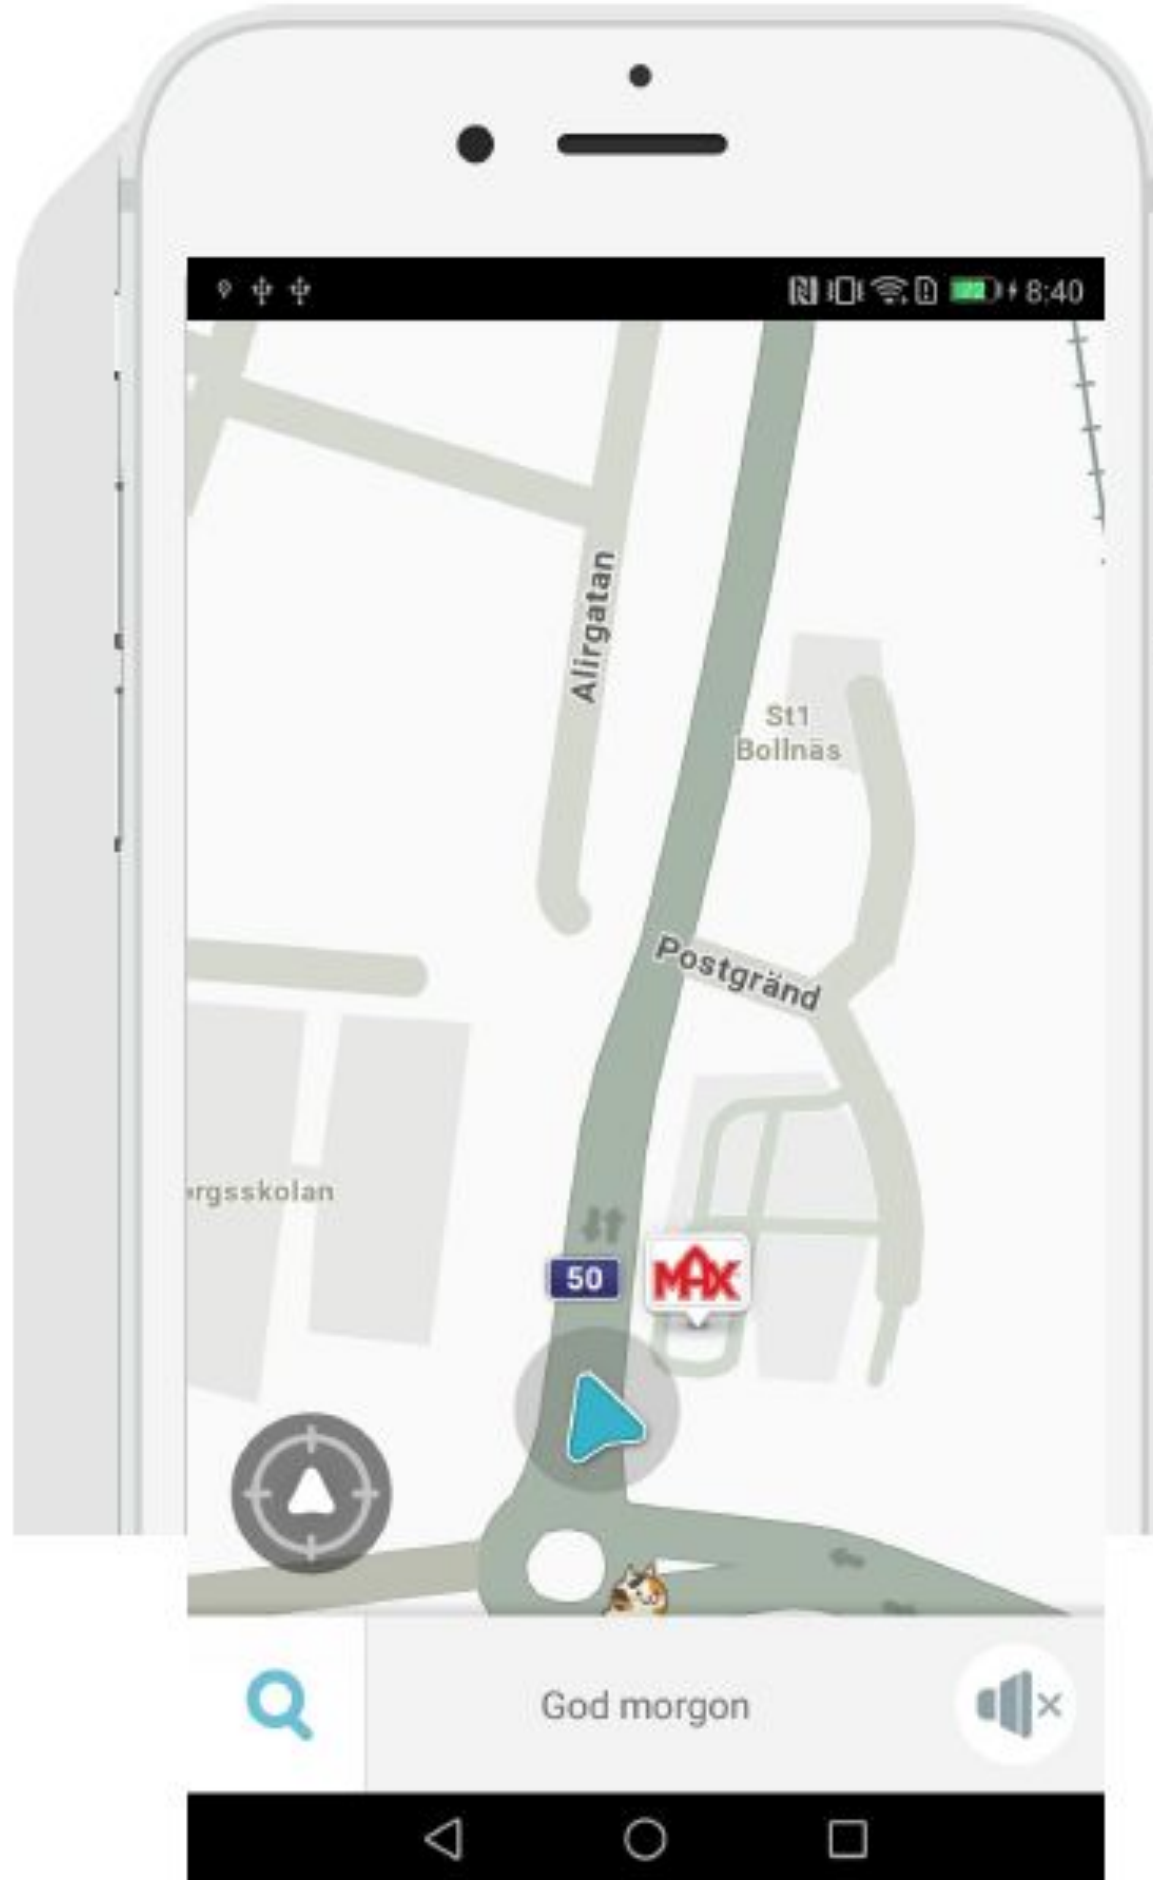 8:40
Alirgatan
St1
Bollnäs
Postgränd
rgsskolan
50
MAX
God morgon